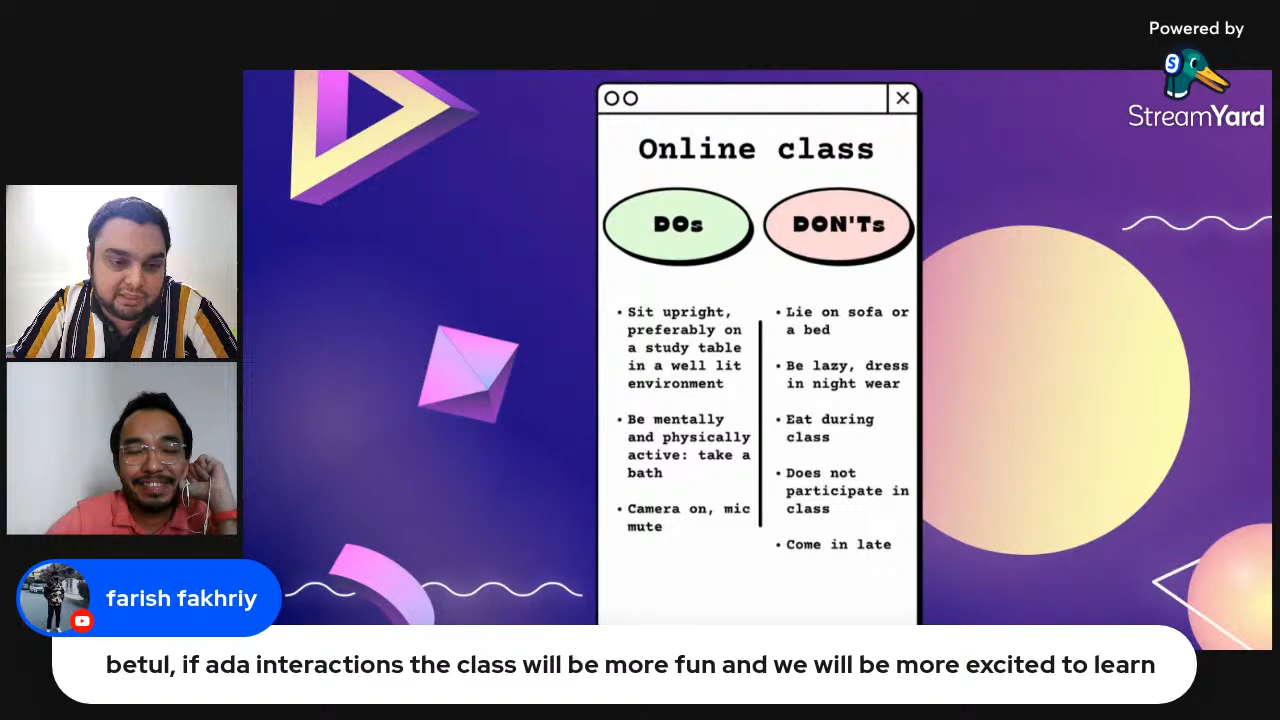 Powered by
StreamYard
Online class
DOs
DON'Ts
• Sit upright,
preferably on
a study table
in a well lit
environment
• Be mentally
and physically
active: take a
bath
• Camera on, mic
mute
• Lie on sofa or
a bed
• Be lazy, dress
in night wear
• Eat during
class
• Does not
participate in
class
• Come in late
farish fakhriy
betul, if ada interactions the class will be more fun and we will be more excited to learn